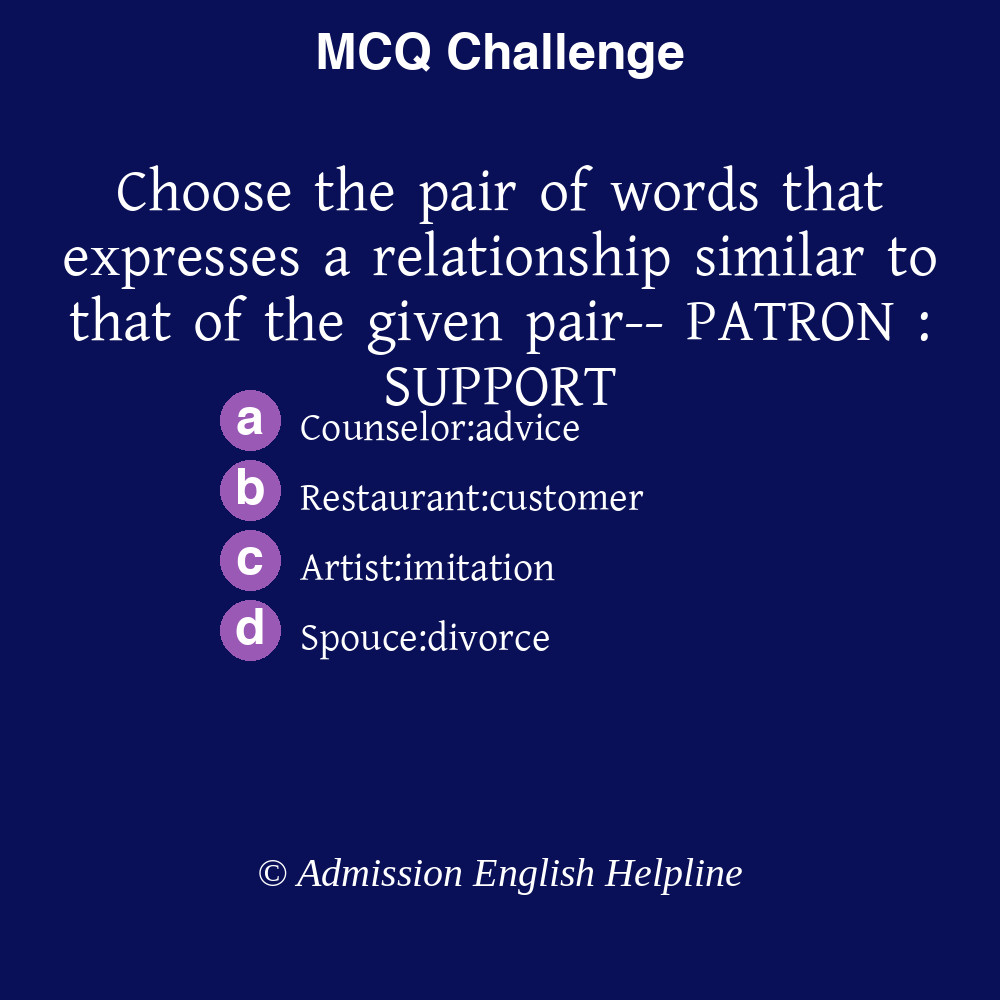 MCQ Challenge
Choose the pair of words that
expresses a relationship similar to
that of the given pair-- PATRON :
SUPPORT
a Counselor:advice
b Restaurant:customer
c Artist:imitation
d Spouce:divorce
© Admission English Helpline